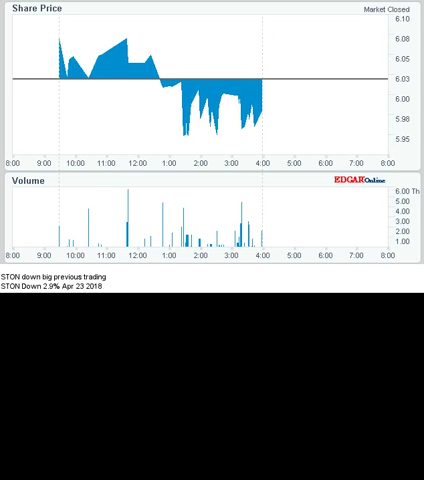 Share Price
Market Closed
6.10
6.08
6.05
6.03
6.00
5.98
5.95
8:00 9:00 10:00 11:00 12:00 1:00 2:00 3:00 4:00 5:00 6:00 7:00 8:00
Volume
EDGAROnline
6.00 Th
5.00
4.00
3.00
2.00
1.00
8:00 9:00 10:00 11:00 12:00 1:00 2:00 3:00 4:00 5:00 6:00 7:00 8:00
STON down big previous trading
STON Down 2.9% Apr 23 2018